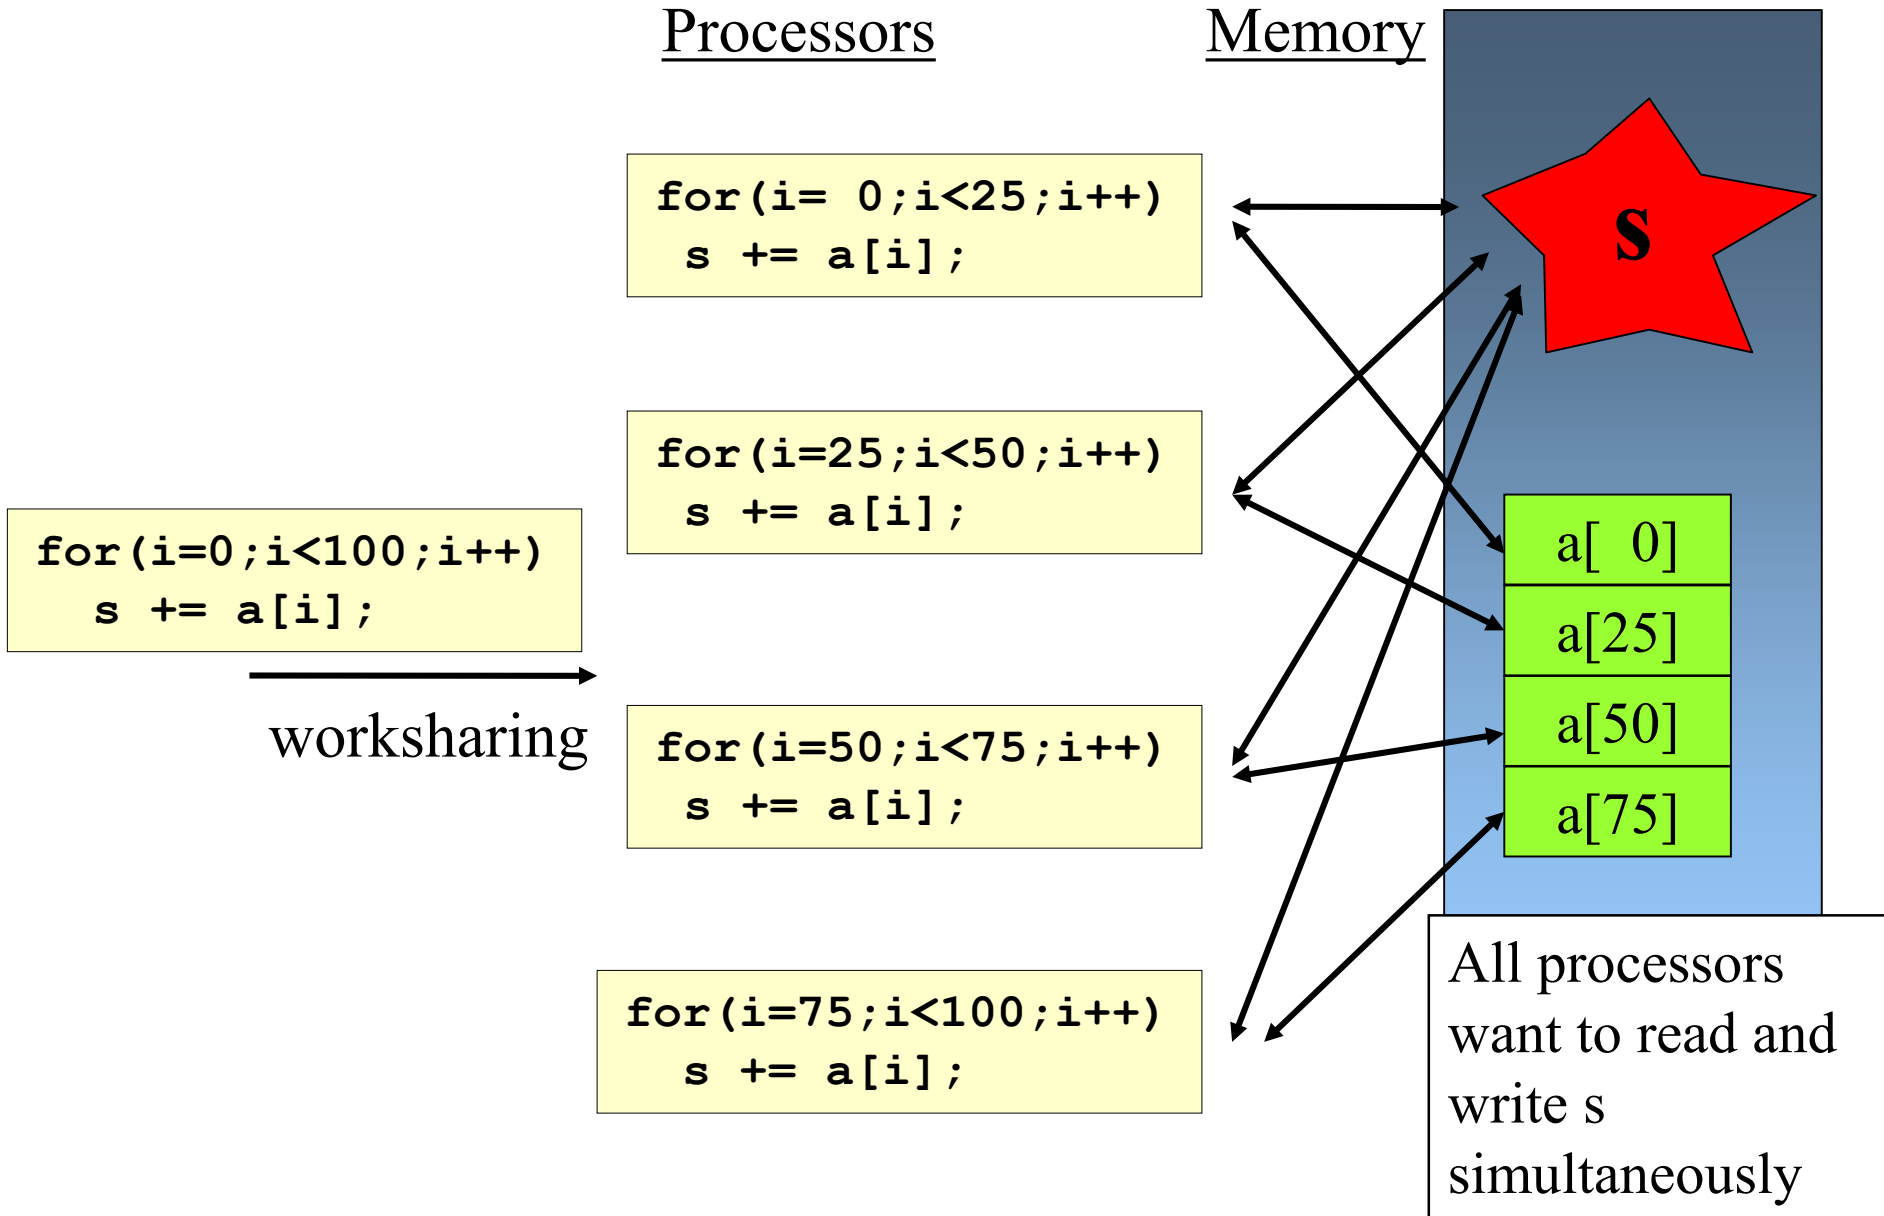 Processors
Memory
for(i= 0;i<25;i++)
s += a[i];
s
for(i=25;i<50;i++)
s += a[i];
for(i=0;i<100;i++)
s += a[i];
worksharing
for(i=50;i<75;i++)
s += a[i];
for(i=75;i<100;i++)
s += a[i];
a[ 0]
a[25]
a[50]
a[75]
All processors
want to read and
write s
simultaneously